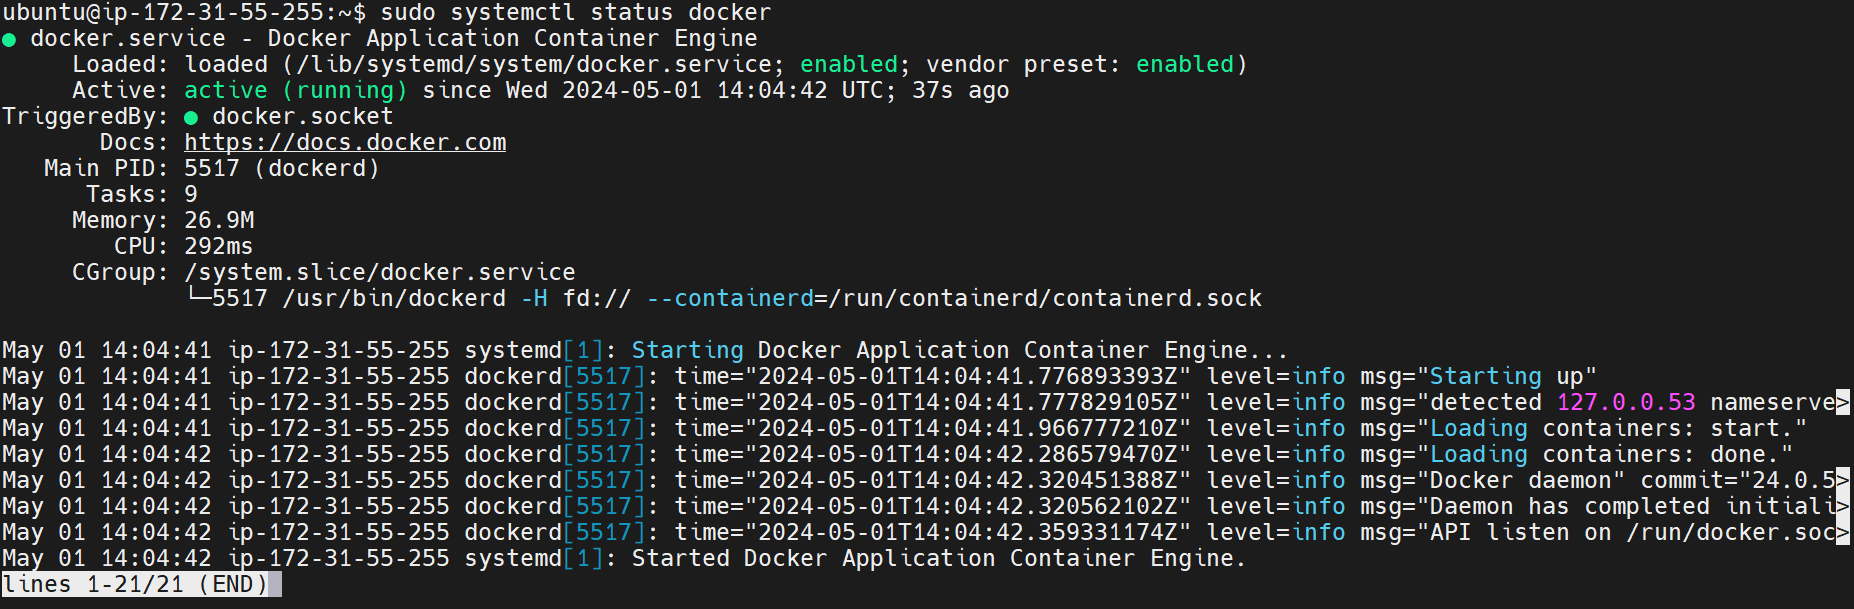 ubuntu@ip-172-31-55-255:~$ sudo systemctl status docker
● docker.service - Docker Application Container Engine
     Loaded: loaded (/lib/systemd/system/docker.service; enabled; vendor preset: enabled)
     Active: active (running) since Wed 2024-05-01 14:04:42 UTC; 37s ago
TriggeredBy: ● docker.socket
       Docs: https://docs.docker.com
   Main PID: 5517 (dockerd)
      Tasks: 9
     Memory: 26.9M
        CPU: 292ms
     CGroup: /system.slice/docker.service
             └─5517 /usr/bin/dockerd -H fd:// --containerd=/run/containerd/containerd.sock

May 01 14:04:41 ip-172-31-55-255 systemd[1]: Starting Docker Application Container Engine...
May 01 14:04:41 ip-172-31-55-255 dockerd[5517]: time="2024-05-01T14:04:41.776893393Z" level=info msg="Starting up"
May 01 14:04:41 ip-172-31-55-255 dockerd[5517]: time="2024-05-01T14:04:41.777829105Z" level=info msg="detected 127.0.0.53 nameserve>
May 01 14:04:41 ip-172-31-55-255 dockerd[5517]: time="2024-05-01T14:04:41.966777210Z" level=info msg="Loading containers: start."
May 01 14:04:42 ip-172-31-55-255 dockerd[5517]: time="2024-05-01T14:04:42.286579470Z" level=info msg="Loading containers: done."
May 01 14:04:42 ip-172-31-55-255 dockerd[5517]: time="2024-05-01T14:04:42.320451388Z" level=info msg="Docker daemon" commit="24.0.5>
May 01 14:04:42 ip-172-31-55-255 dockerd[5517]: time="2024-05-01T14:04:42.320562102Z" level=info msg="Daemon has completed initiali>
May 01 14:04:42 ip-172-31-55-255 dockerd[5517]: time="2024-05-01T14:04:42.359331174Z" level=info msg="API listen on /run/docker.soc>
May 01 14:04:42 ip-172-31-55-255 systemd[1]: Started Docker Application Container Engine.
lines 1-21/21 (END)